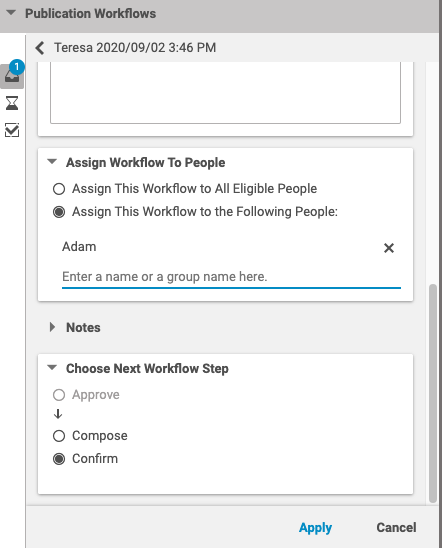 Publication Workflows
Teresa 2020/09/02 3:46 PM
1
Assign Workflow To People
Assign This Workflow to All Eligible People
Assign This Workflow to the Following People:
Adam
Enter a name or a group name here.
Notes
Choose Next Workflow Step
Approve
Compose
Confirm
Apply Cancel